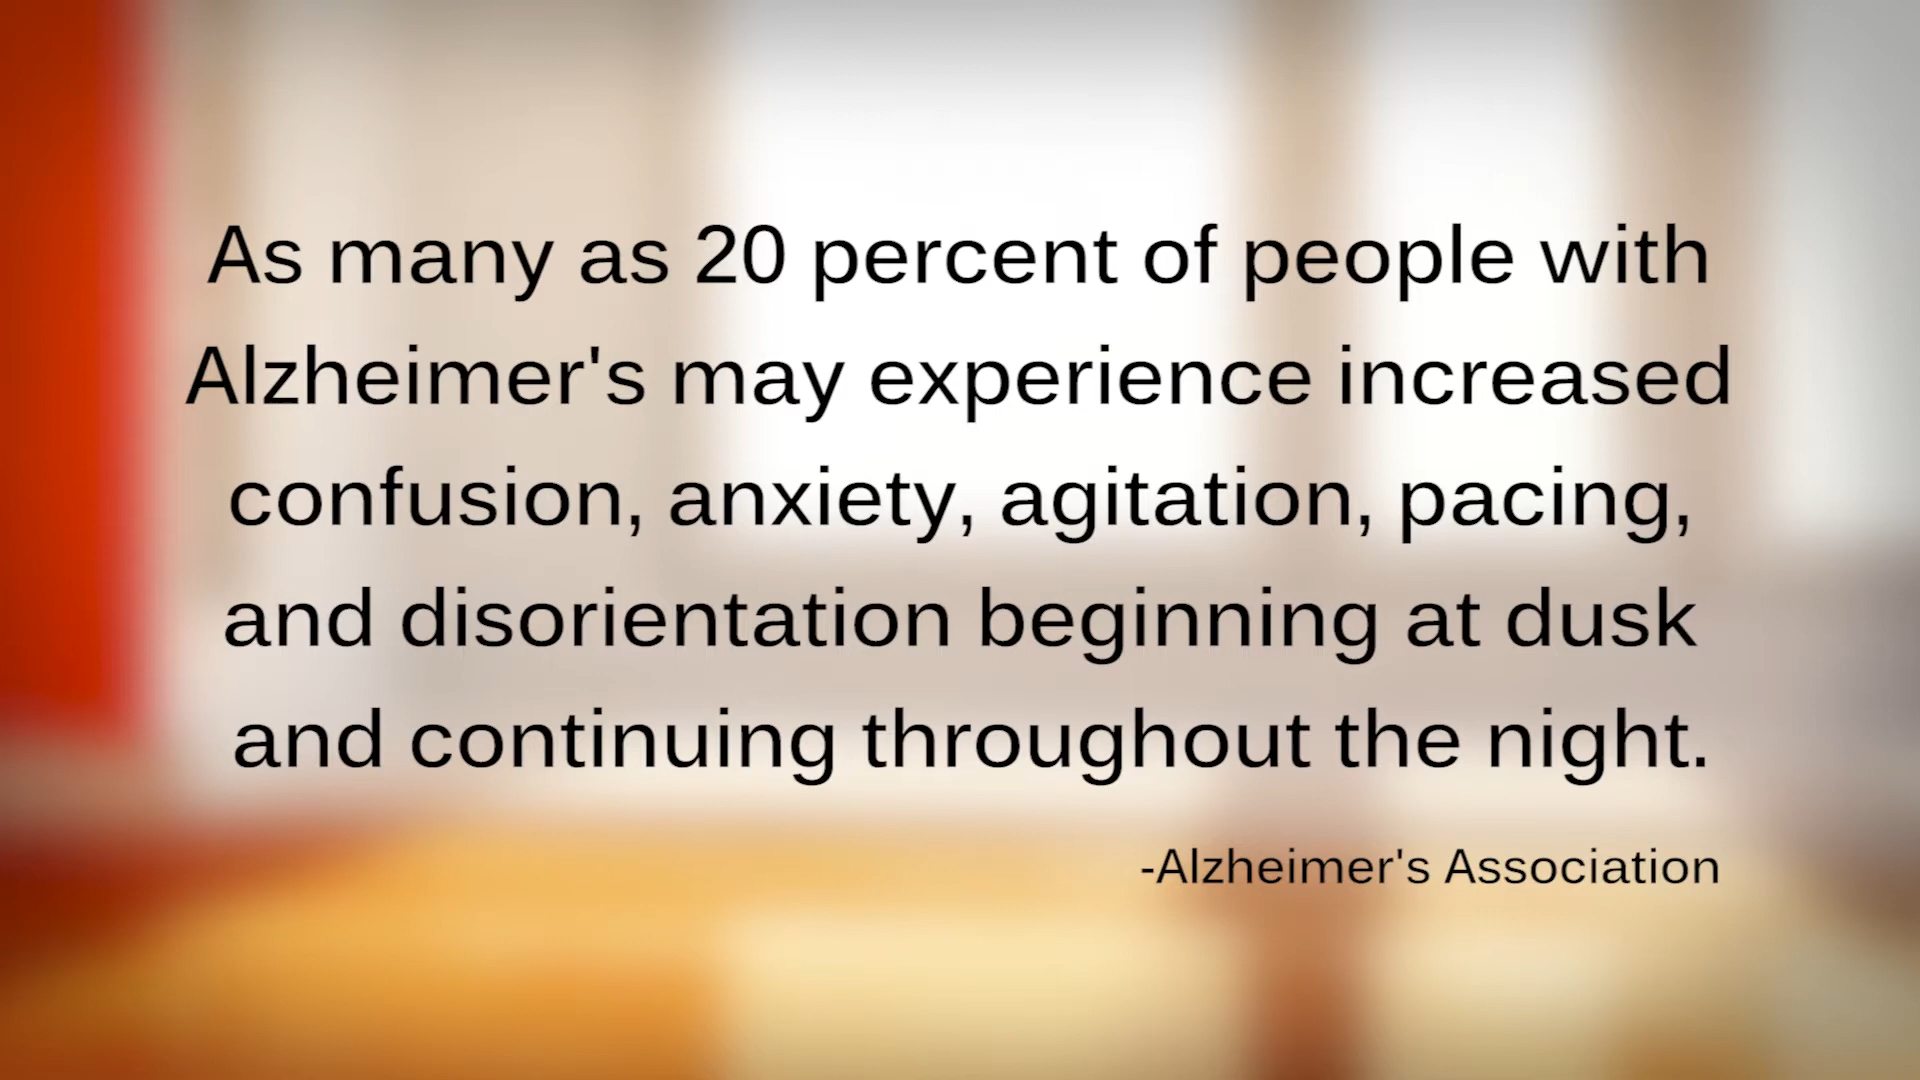 As many as 20 percent of people with
Alzheimer's may experience increased
confusion, anxiety, agitation, pacing,
and disorientation beginning at dusk
and continuing throughout the night.
-Alzheimer's Association